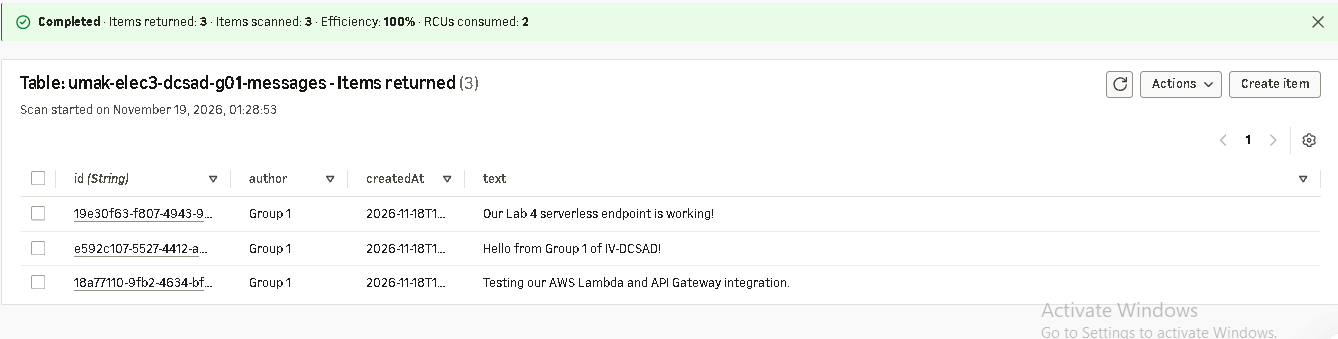 Completed · Items returned: 3 · Items scanned: 3 · Efficiency: 100% · RCUs consumed: 2
Table: umak-elec3-dcsad-g01-messages - Items returned (3)
Actions
Create item
Scan started on November 19, 2026, 01:28:53
1
id (String) author createdAt text
19e30f63-f807-4943-9... Group 1 2026-11-18T1... Our Lab 4 serverless endpoint is working!
e592c107-5527-4412-a... Group 1 2026-11-18T1... Hello from Group 1 of IV-DCSAD!
18a77110-9fb2-4634-bf... Group 1 2026-11-18T1... Testing our AWS Lambda and API Gateway integration.
Activate Windows
Go to Settings to activate Windows.